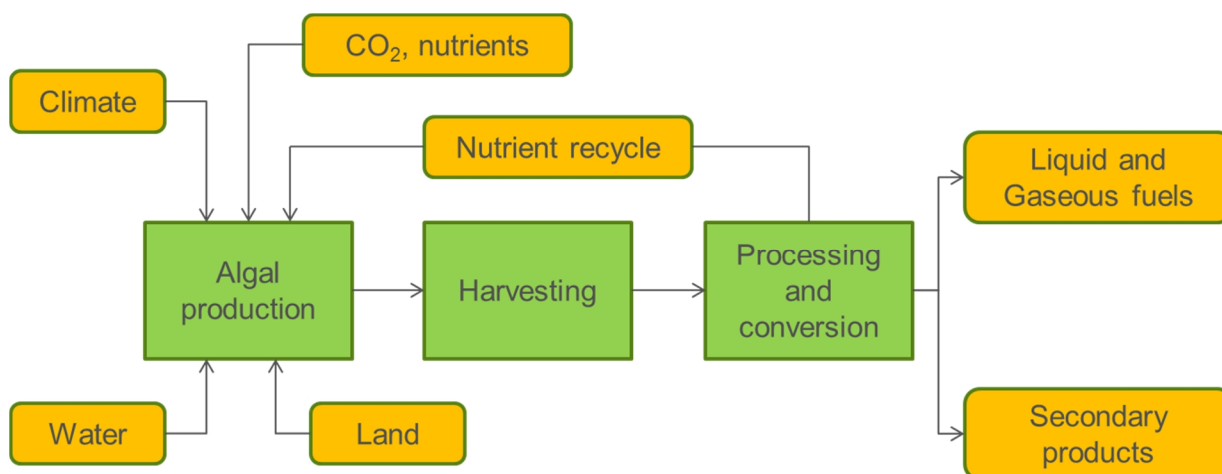 CO₂, nutrients
Climate
Nutrient recycle
Liquid and
Gaseous fuels
Algal
production
Harvesting
Processing
and
conversion
Water
Land
Secondary
products